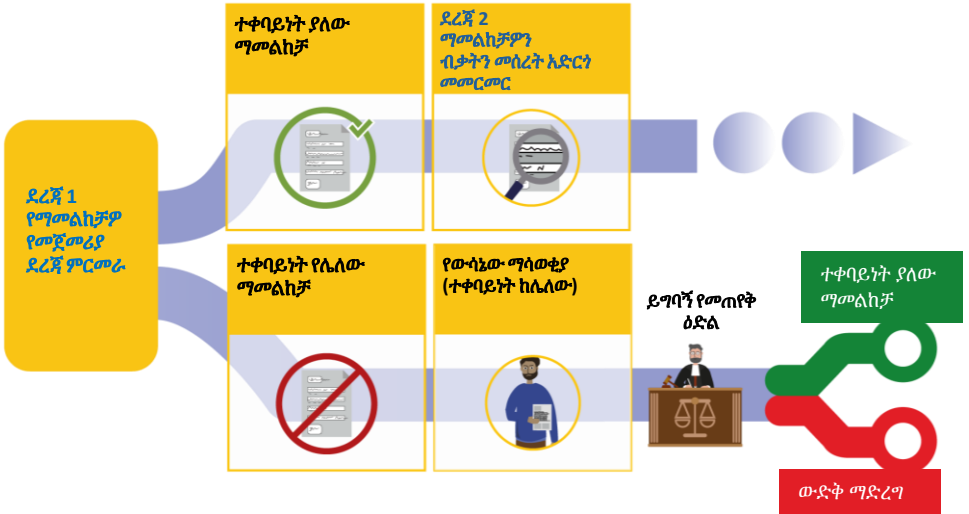 ደረጃ 1
የማመልከቻዎ
የመጀመሪያ
ደረጃ ምርመራ
ተቀባይነት ያለው
ማመልከቻ
ደረጃ 2
ማመልከቻዎን
ብቃትን መሰረት አድርጎ
መመርመር
ተቀባይነት የሌለው
ማመልከቻ
የውሳኔው ማሳወቂያ
(ተቀባይነት ከሌለው)
ይግባኝ የመጠየቅ
ዕድል
ተቀባይነት ያለው
ማመልከቻ
ውድቅ ማድረግ